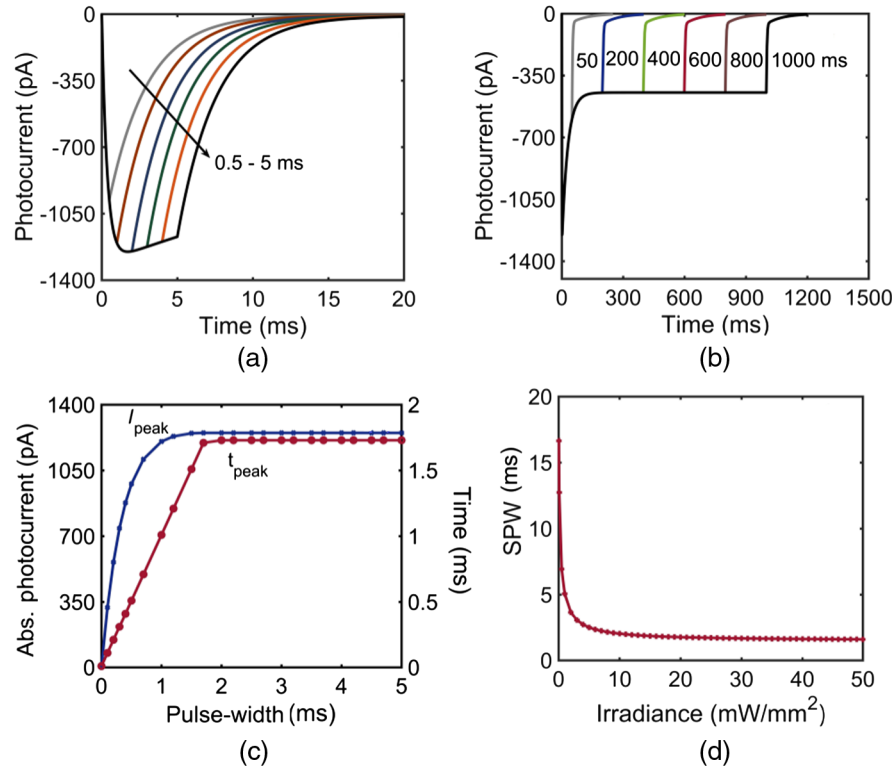 0
-350
-700
-1050
-1400
Photocurrent (pA)
0.5 - 5 ms
0 5 10 15 20
Time (ms)
(a)
0
-350
-700
-1050
-1400
Photocurrent (pA)
50 200 400 600 800 1000 ms
0 300 600 900 1200 1500
Time (ms)
(b)
1400
1050
700
350
0
Abs. photocurrent (pA)
Ipeak
tpeak
2
1.5
1
0.5
0
Time (ms)
0 1 2 3 4 5
Pulse-width (ms)
(c)
20
15
10
5
0
SPW (ms)
0 10 20 30 40 50
Irradiance (mW/mm²)
(d)